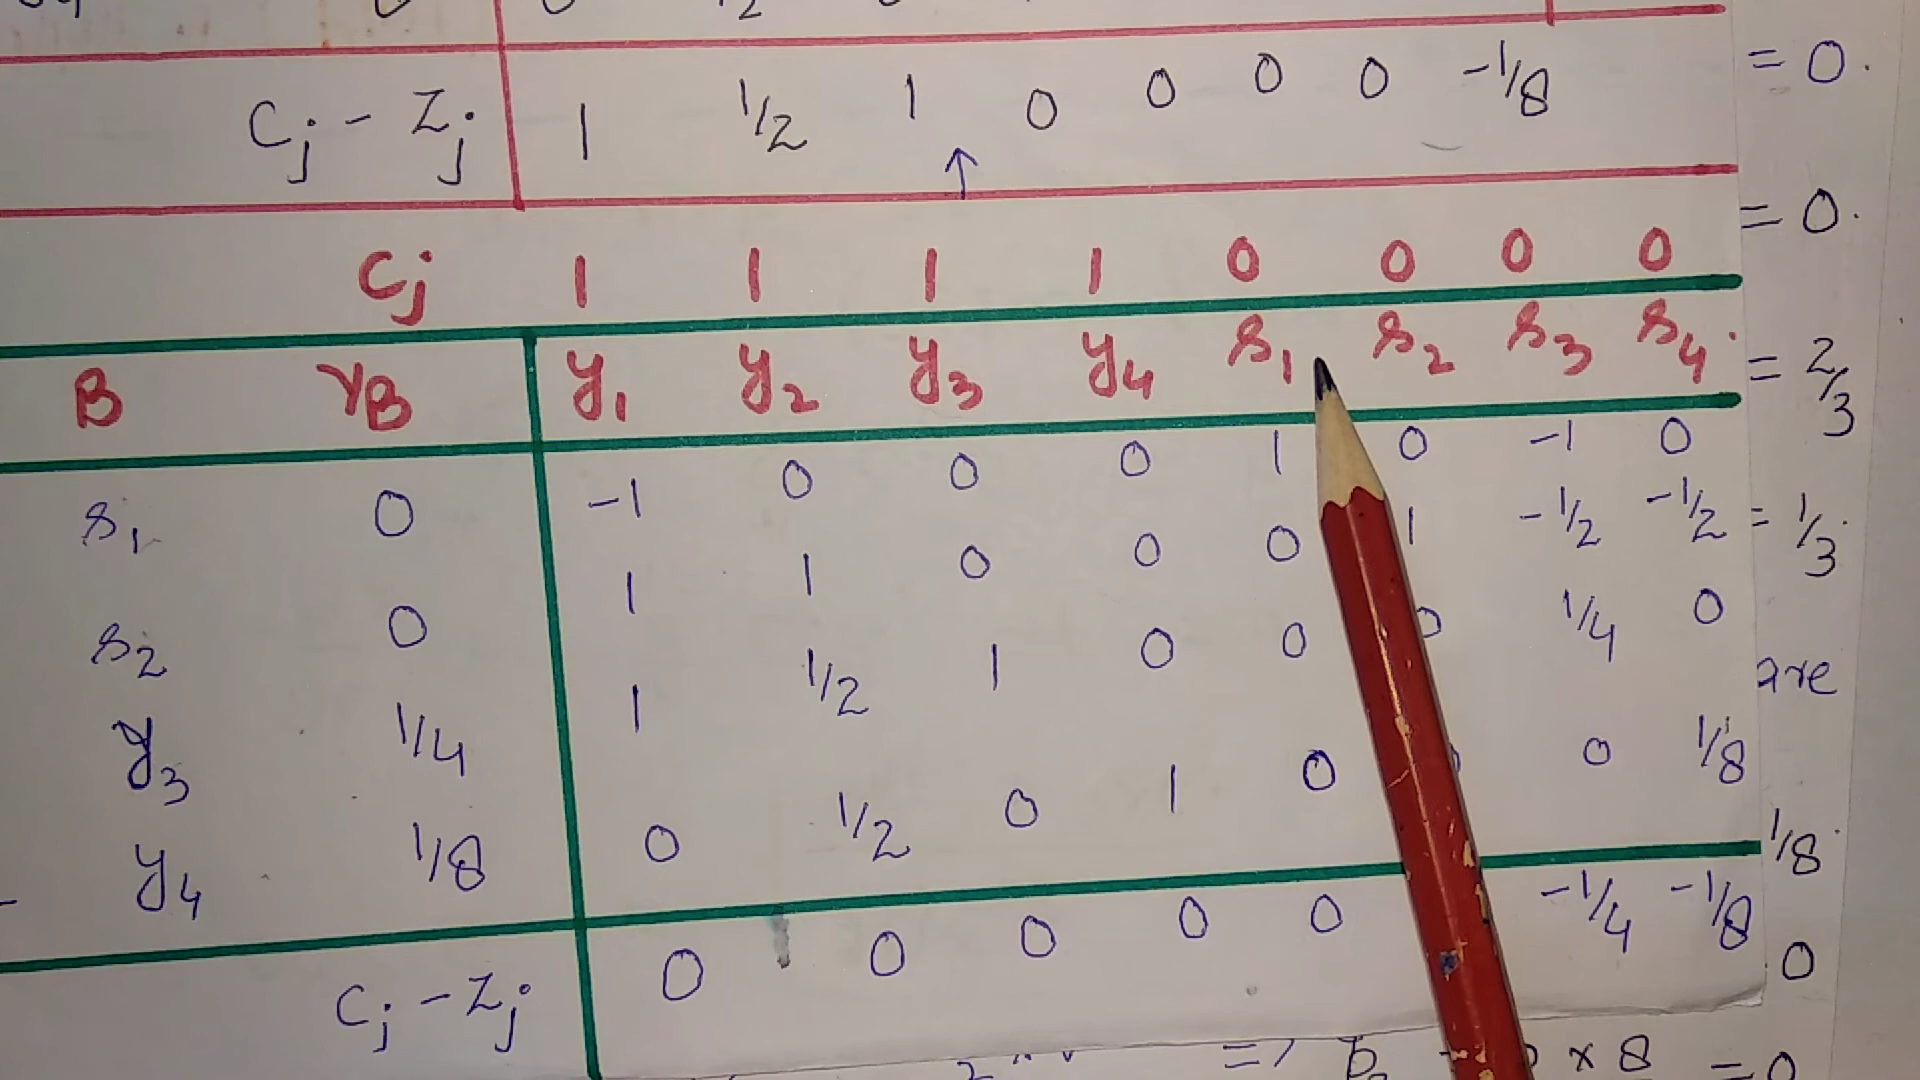 Cj - Zj 1 1/2 1 0 0 0 0 -1/8
= 0.
= 0.
Cj 1 1 1 1 0 0 0 0
B YB y1 y2 y3 y4 s1 s2 s3 s4
= 2/3
s1 0 -1 0 0 0 1 0 -1 0
s2 0 1 1 0 0 0 1 -1/2 -1/2
= 1/3
y3 1/4 1 1/2 1 0 0 0 1/4 0
are
y4 1/8 0 1/2 0 1 0 0 1/8
1/8
Cj - Zj 0 0 0 0 0 -1/4 -1/8
0
× 8
= 0